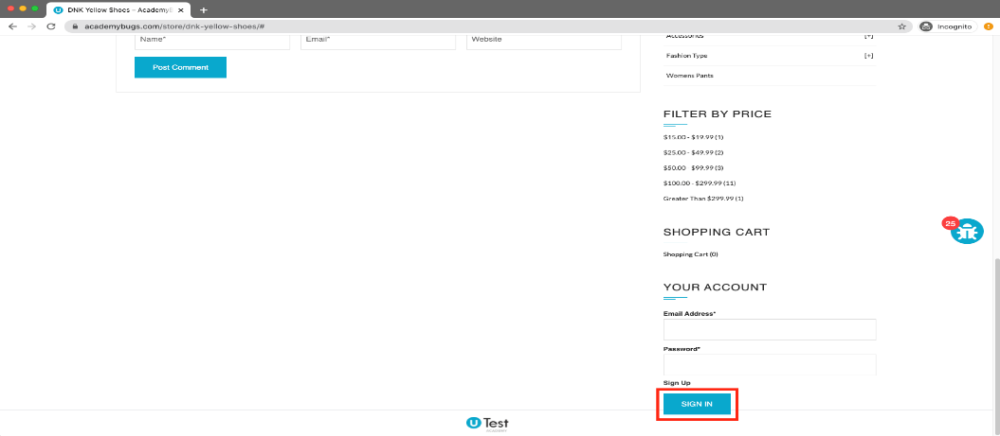 DNK Yellow Shoes – AcademyB
academybugs.com/store/dnk-yellow-shoes/#
Incognito
Name*
Email*
Website
Post Comment
Accessories [+]
Fashion Type [+]
Womens Pants
FILTER BY PRICE
$15.00 - $19.99 (1)
$25.00 - $49.99 (2)
$50.00 - $99.99 (3)
$100.00 - $299.99 (11)
Greater Than $299.99 (1)
25
SHOPPING CART
Shopping Cart (0)
YOUR ACCOUNT
Email Address*
Password*
Sign Up
SIGN IN
U Test
ACADEMY